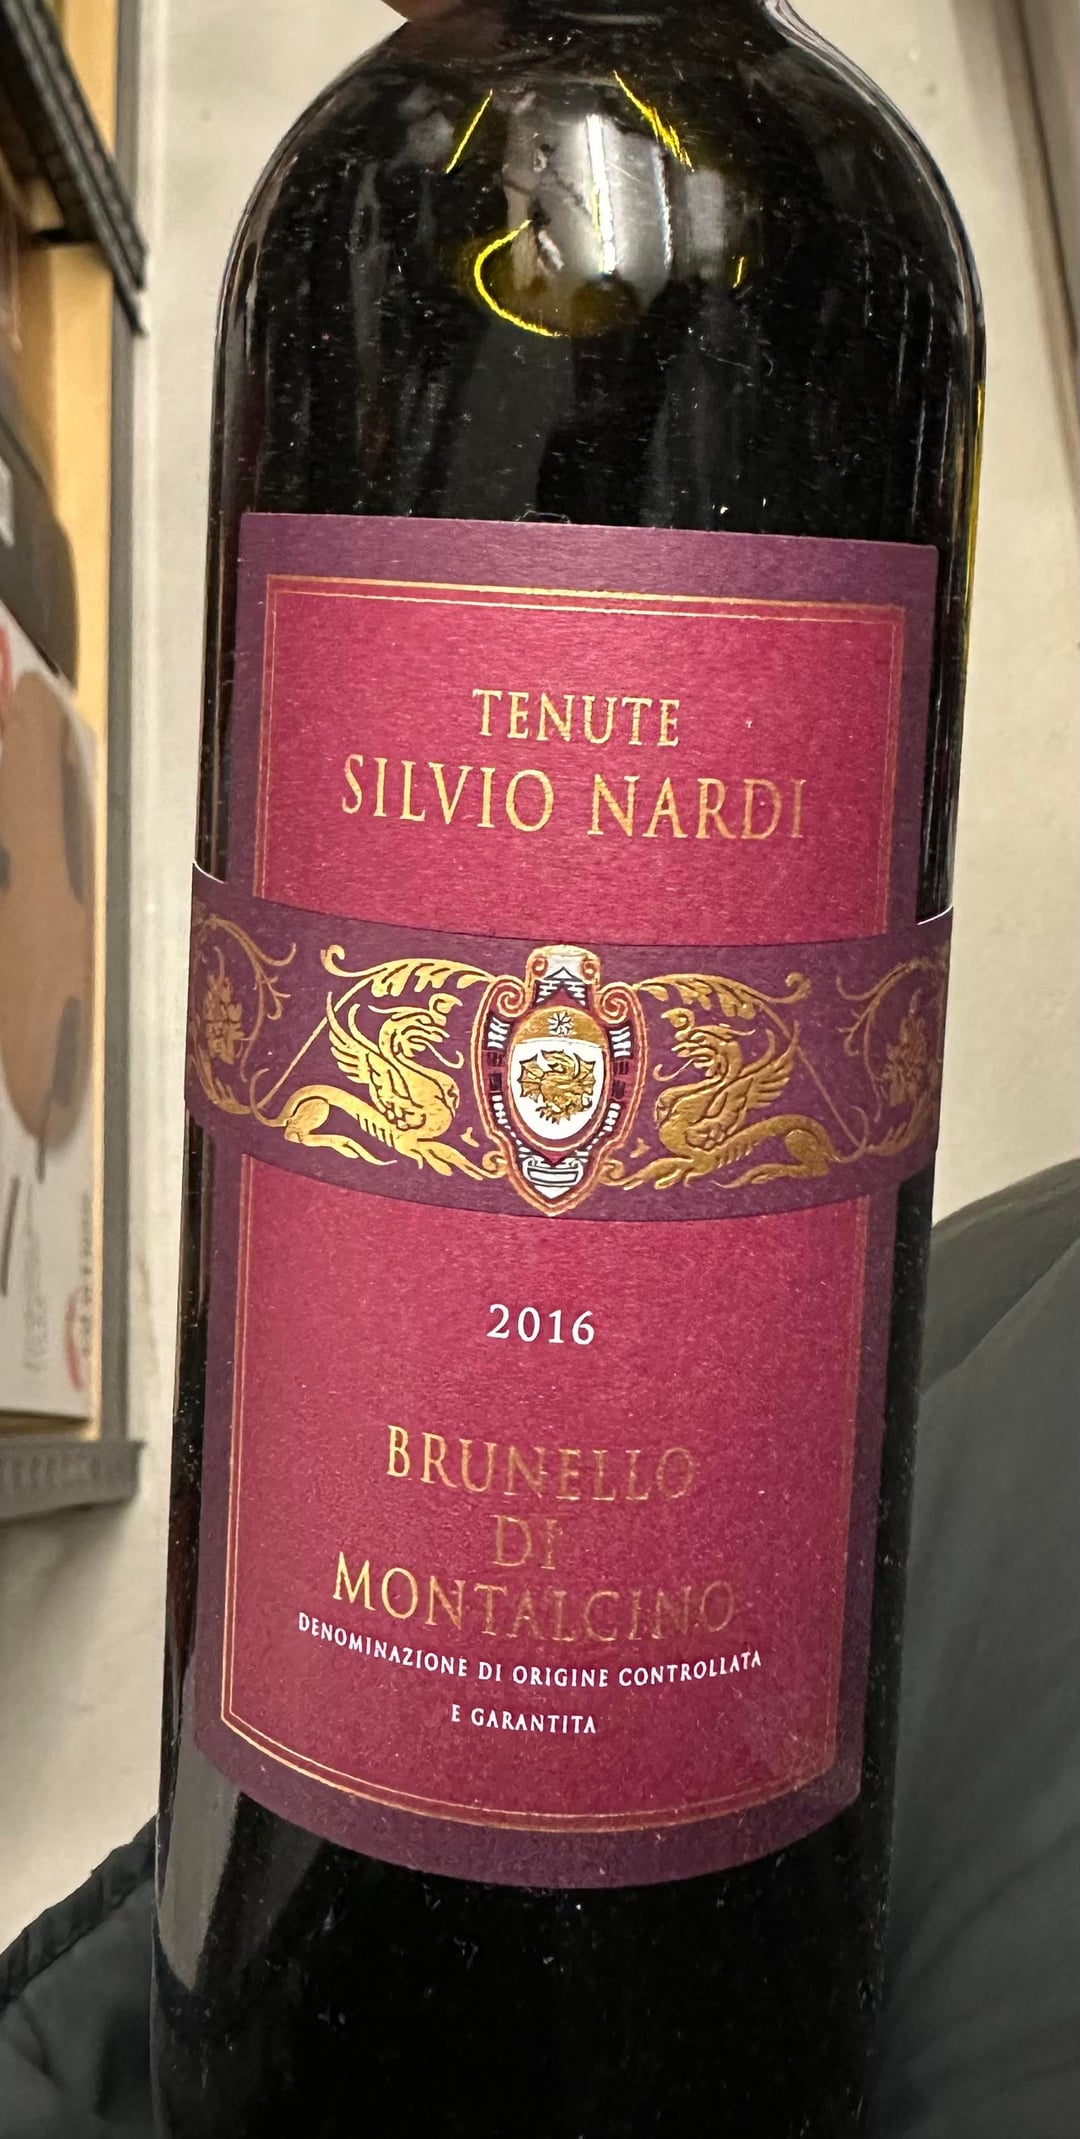 TENUTE
SILVIO NARDI
2016
BRUNELLO
DI
MONTALCINO
DENOMINAZIONE DI ORIGINE CONTROLLATA
E GARANTITA